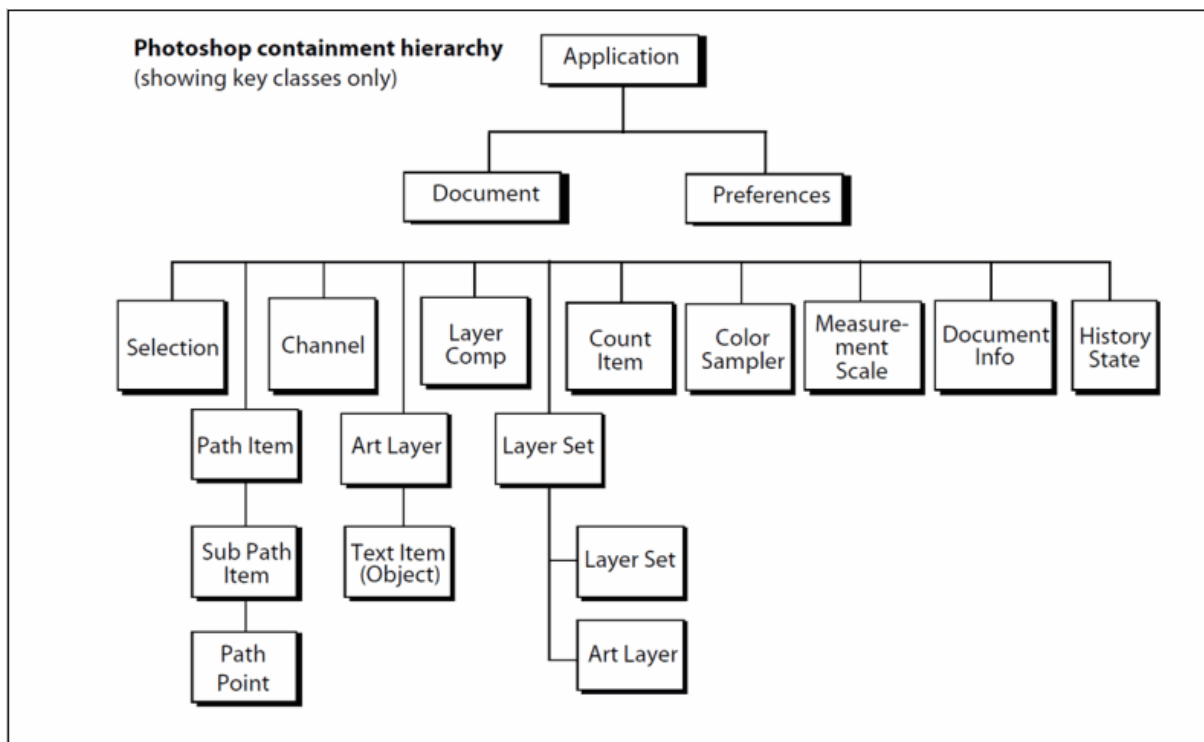 Photoshop containment hierarchy
(showing key classes only)
Application
Document
Preferences
Selection
Channel
Layer
Comp
Count
Item
Color
Sampler
Measure-
ment
Scale
Document
Info
History
State
Path Item
Art Layer
Layer Set
Sub Path
Item
Text Item
(Object)
Layer Set
Art Layer
Path
Point